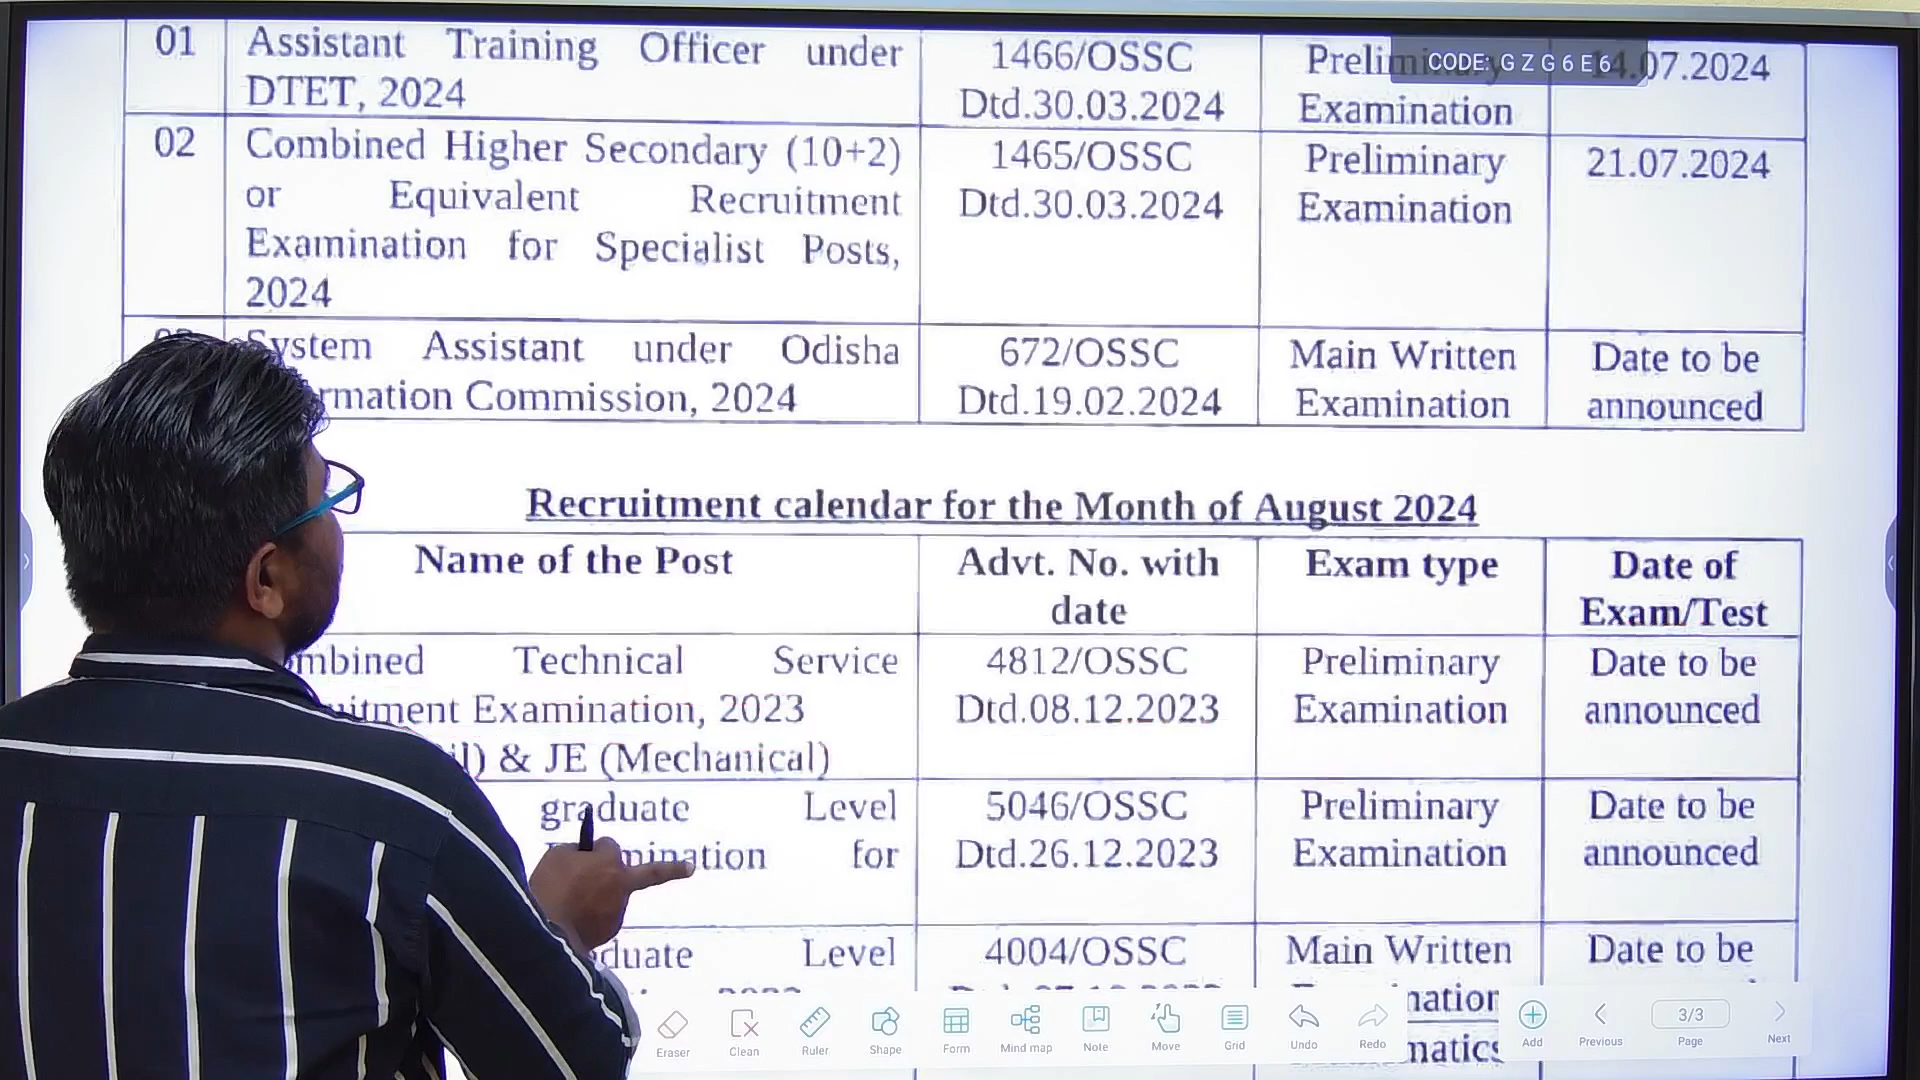 01 Assistant Training Officer under 1466/OSSC 14.07.2024
DTET, 2024 Dtd.30.03.2024 Examination
CODE: G Z G 6 E 6
02 Combined Higher Secondary (10+2) 1465/OSSC Preliminary 21.07.2024
or Equivalent Recruitment Dtd.30.03.2024 Examination
Examination for Specialist Posts,
2024
System Assistant under Odisha 672/OSSC Main Written Date to be
Commission, 2024 Dtd.19.02.2024 Examination announced
Recruitment calendar for the Month of August 2024
Name of the Post Advt. No. with Exam type Date of
date Exam/Test
Technical Service 4812/OSSC Preliminary Date to be
Examination, 2023 Dtd.08.12.2023 Examination announced
& JE (Mechanical)
graduate Level 5046/OSSC Preliminary Date to be
for Dtd.26.12.2023 Examination announced
Level 4004/OSSC Main Written Date to be
Eraser Clean Ruler Shape Form Mind map Note Move Grid Undo Redo Add Previous 3/3 Page Next